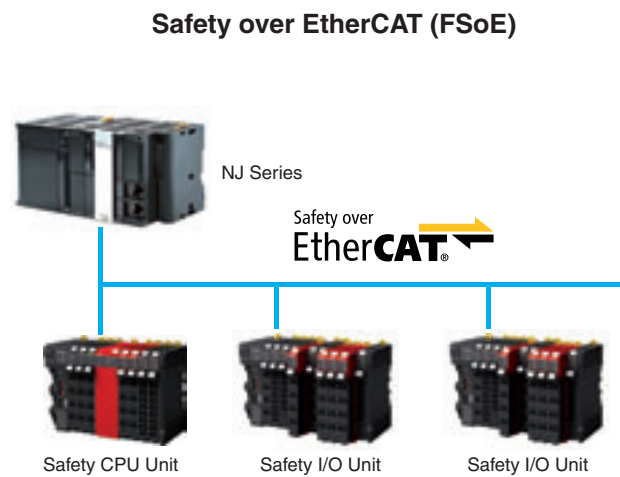 Safety over EtherCAT (FSoE)
NJ Series
Safety over
EtherCAT®
Safety CPU Unit
Safety I/O Unit
Safety I/O Unit